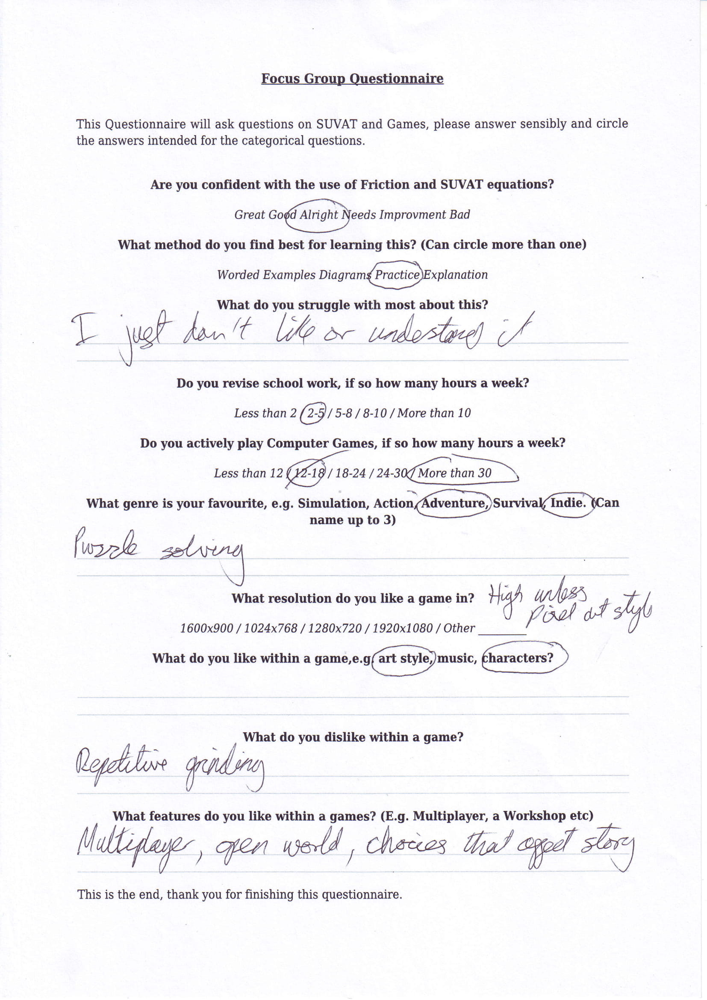 Focus Group Questionnaire
This Questionnaire will ask questions on SUVAT and Games, please answer sensibly and circle
the answers intended for the categorical questions.
Are you confident with the use of Friction and SUVAT equations?
Great Good Alright Needs Improvment Bad
What method do you find best for learning this? (Can circle more than one)
Worded Examples Diagrams Practice Explanation
What do you struggle with most about this?
I just don't like or understand it
Do you revise school work, if so how many hours a week?
Less than 2 / 2-5 / 5-8 / 8-10 / More than 10
Do you actively play Computer Games, if so how many hours a week?
Less than 12 / 12-18 / 18-24 / 24-30 / More than 30
What genre is your favourite, e.g. Simulation, Action, Adventure, Survival, Indie. (Can
name up to 3)
Puzzle solving
What resolution do you like a game in? High unless
pixel art style
1600x900 / 1024x768 / 1280x720 / 1920x1080 / Other ________
What do you like within a game,e.g. art style, music, characters?
What do you dislike within a game?
Repetitive grinding
What features do you like within a games? (E.g. Multiplayer, a Workshop etc)
Multiplayer, open world, choices that affect story
This is the end, thank you for finishing this questionnaire.